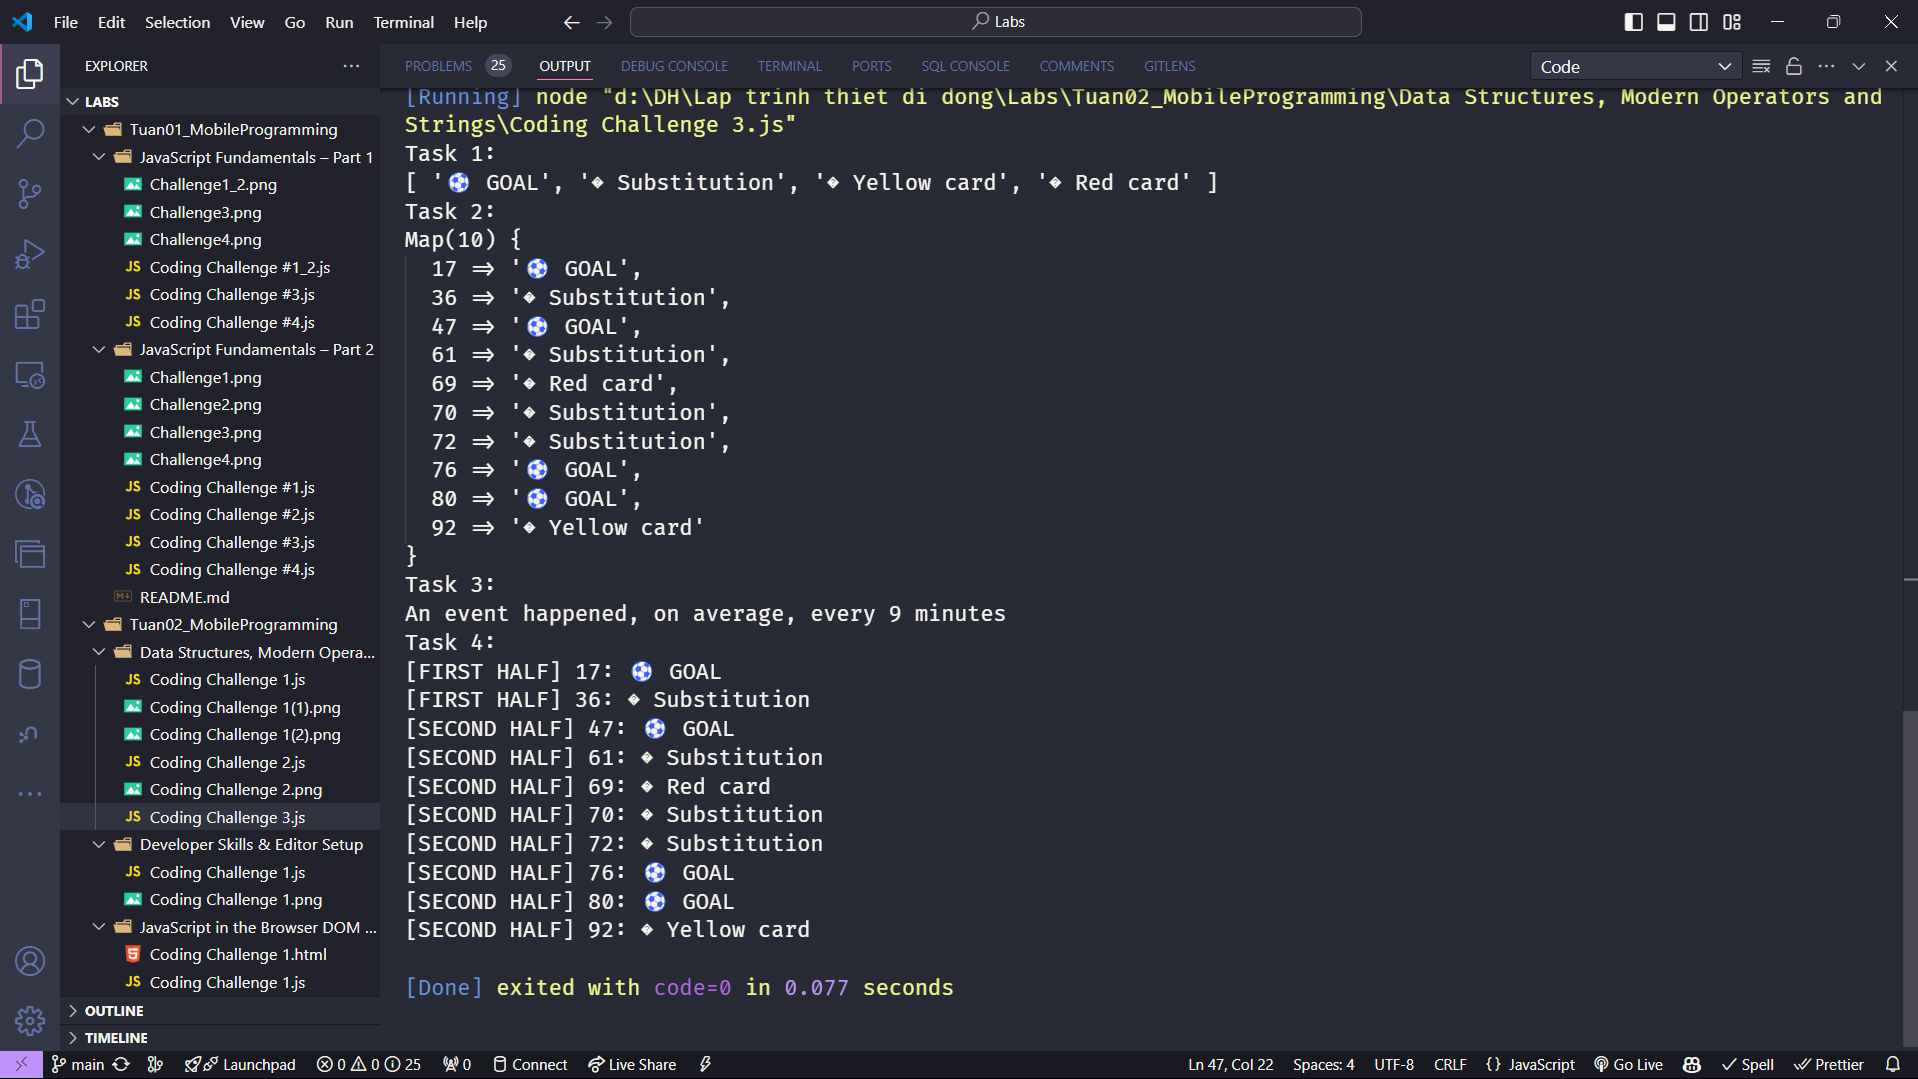 File Edit Selection View Go Run Terminal Help
Labs
EXPLORER
LABS
Tuan01_MobileProgramming
JavaScript Fundamentals – Part 1
Challenge1_2.png
Challenge3.png
Challenge4.png
JS Coding Challenge #1_2.js
JS Coding Challenge #3.js
JS Coding Challenge #4.js
JavaScript Fundamentals – Part 2
Challenge1.png
Challenge2.png
Challenge3.png
Challenge4.png
JS Coding Challenge #1.js
JS Coding Challenge #2.js
JS Coding Challenge #3.js
JS Coding Challenge #4.js
README.md
Tuan02_MobileProgramming
Data Structures, Modern Opera...
JS Coding Challenge 1.js
Coding Challenge 1(1).png
Coding Challenge 1(2).png
JS Coding Challenge 2.js
Coding Challenge 2.png
JS Coding Challenge 3.js
Developer Skills & Editor Setup
JS Coding Challenge 1.js
Coding Challenge 1.png
JavaScript in the Browser DOM ...
Coding Challenge 1.html
JS Coding Challenge 1.js
OUTLINE
TIMELINE
PROBLEMS 25 OUTPUT DEBUG CONSOLE TERMINAL PORTS SQL CONSOLE COMMENTS GITLENS Code
[Running] node "d:\DH\Lap trinh thiet di dong\Labs\Tuan02_MobileProgramming\Data Structures, Modern Operators and
Strings\Coding Challenge 3.js"
Task 1:
[ '⚽ GOAL', '� Substitution', '� Yellow card', '� Red card' ]
Task 2:
Map(10) {
17 => '⚽ GOAL',
36 => '� Substitution',
47 => '⚽ GOAL',
61 => '� Substitution',
69 => '� Red card',
70 => '� Substitution',
72 => '� Substitution',
76 => '⚽ GOAL',
80 => '⚽ GOAL',
92 => '� Yellow card'
}
Task 3:
An event happened, on average, every 9 minutes
Task 4:
[FIRST HALF] 17: ⚽ GOAL
[FIRST HALF] 36: � Substitution
[SECOND HALF] 47: ⚽ GOAL
[SECOND HALF] 61: � Substitution
[SECOND HALF] 69: � Red card
[SECOND HALF] 70: � Substitution
[SECOND HALF] 72: � Substitution
[SECOND HALF] 76: ⚽ GOAL
[SECOND HALF] 80: ⚽ GOAL
[SECOND HALF] 92: � Yellow card
[Done] exited with code=0 in 0.077 seconds
main Launchpad 0 0 25 0 Connect Live Share Ln 47, Col 22 Spaces: 4 UTF-8 CRLF {} JavaScript Go Live Spell Prettier